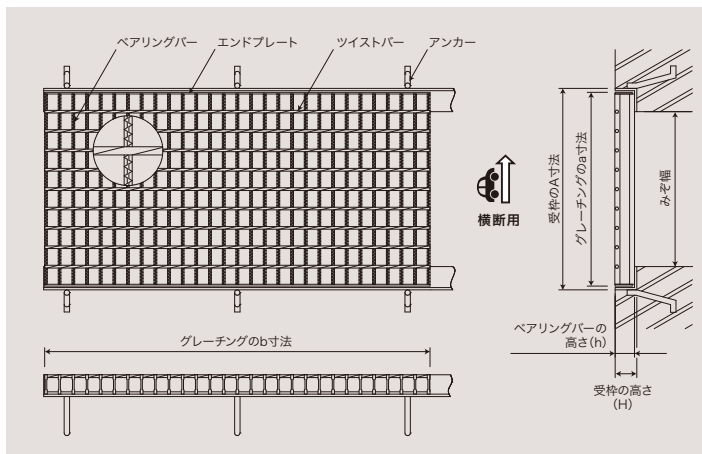 ベアリングバー
エンドプレート
ツイストバー
アンカー
横断用
受枠のA寸法
グレーチングのa寸法
みぞ幅
グレーチングのb寸法
ベアリングバーの
高さ(h)
受枠の高さ
(H)